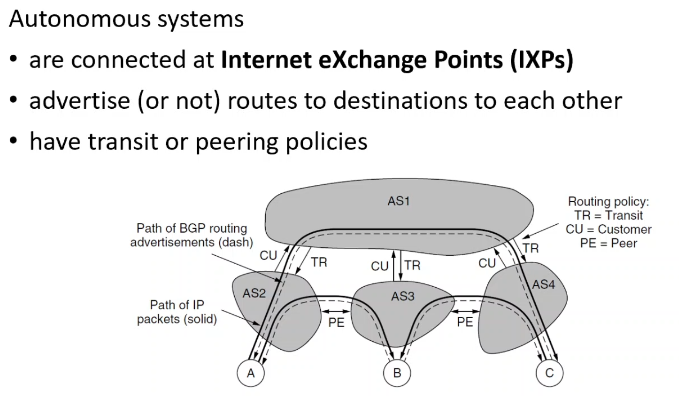 Autonomous systems
• are connected at Internet eXchange Points (IXPs)
• advertise (or not) routes to destinations to each other
• have transit or peering policies
AS1
Routing policy:
TR = Transit
CU = Customer
PE = Peer
Path of BGP routing
advertisements (dash)
CU
TR
CU
TR
CU
TR
AS2
AS3
AS4
Path of IP
packets (solid)
PE
PE
A
B
C